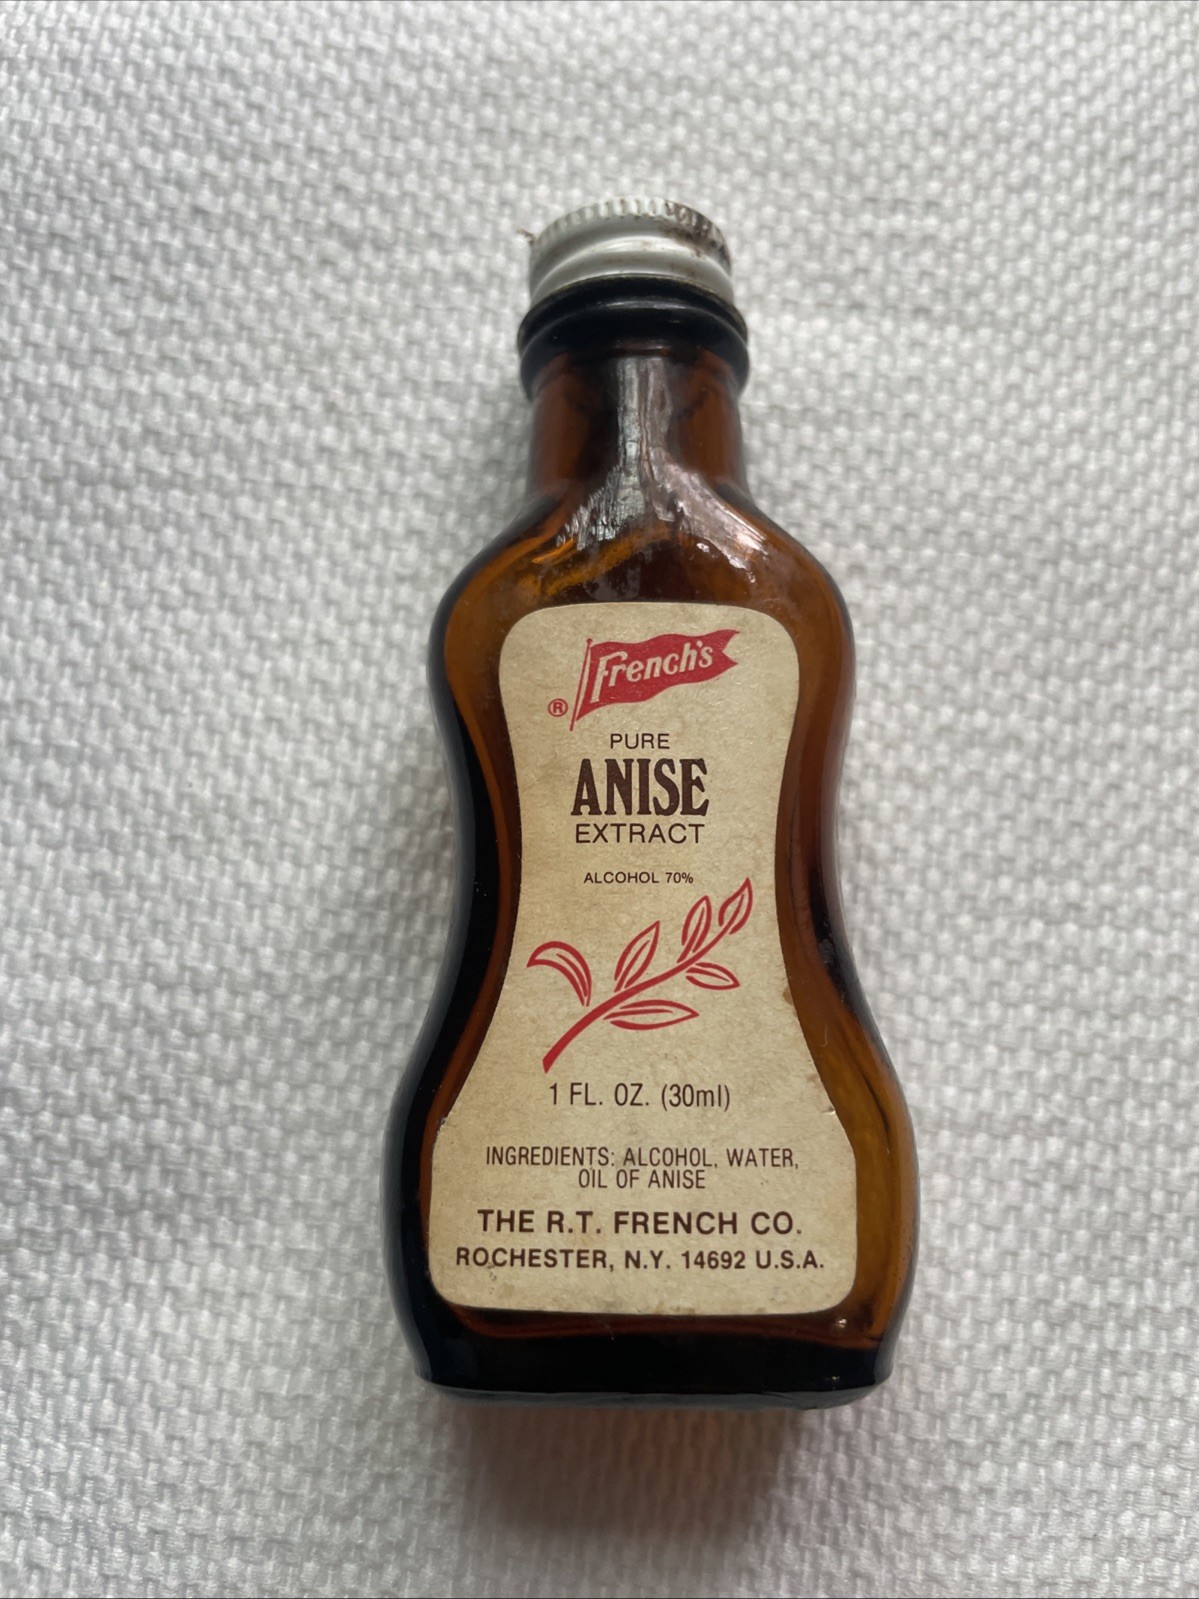 French's
®
PURE
ANISE
EXTRACT
ALCOHOL 70%
1 FL. OZ. (30ml)
INGREDIENTS: ALCOHOL, WATER,
OIL OF ANISE
THE R.T. FRENCH CO.
ROCHESTER, N.Y. 14692 U.S.A.